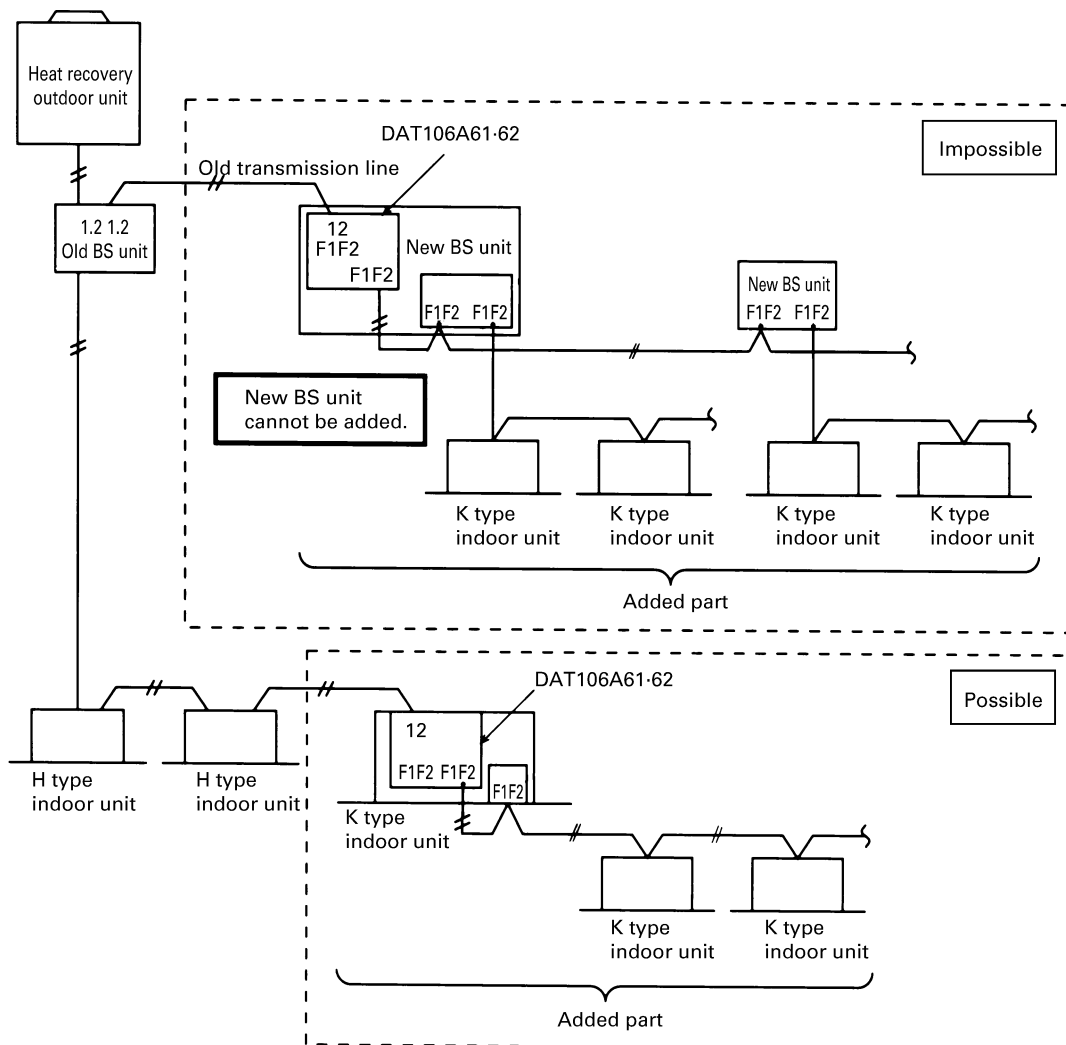 Heat recovery
outdoor unit
DAT106A61·62
Impossible
Old transmission line
1.2 1.2
Old BS unit
12
F1F2
F1F2
New BS unit
F1F2 F1F2
New BS unit
F1F2 F1F2
New BS unit
cannot be added.
K type
indoor unit
K type
indoor unit
K type
indoor unit
K type
indoor unit
Added part
DAT106A61·62
Possible
12
F1F2 F1F2
F1F2
H type
indoor unit
H type
indoor unit
K type
indoor unit
K type
indoor unit
K type
indoor unit
Added part